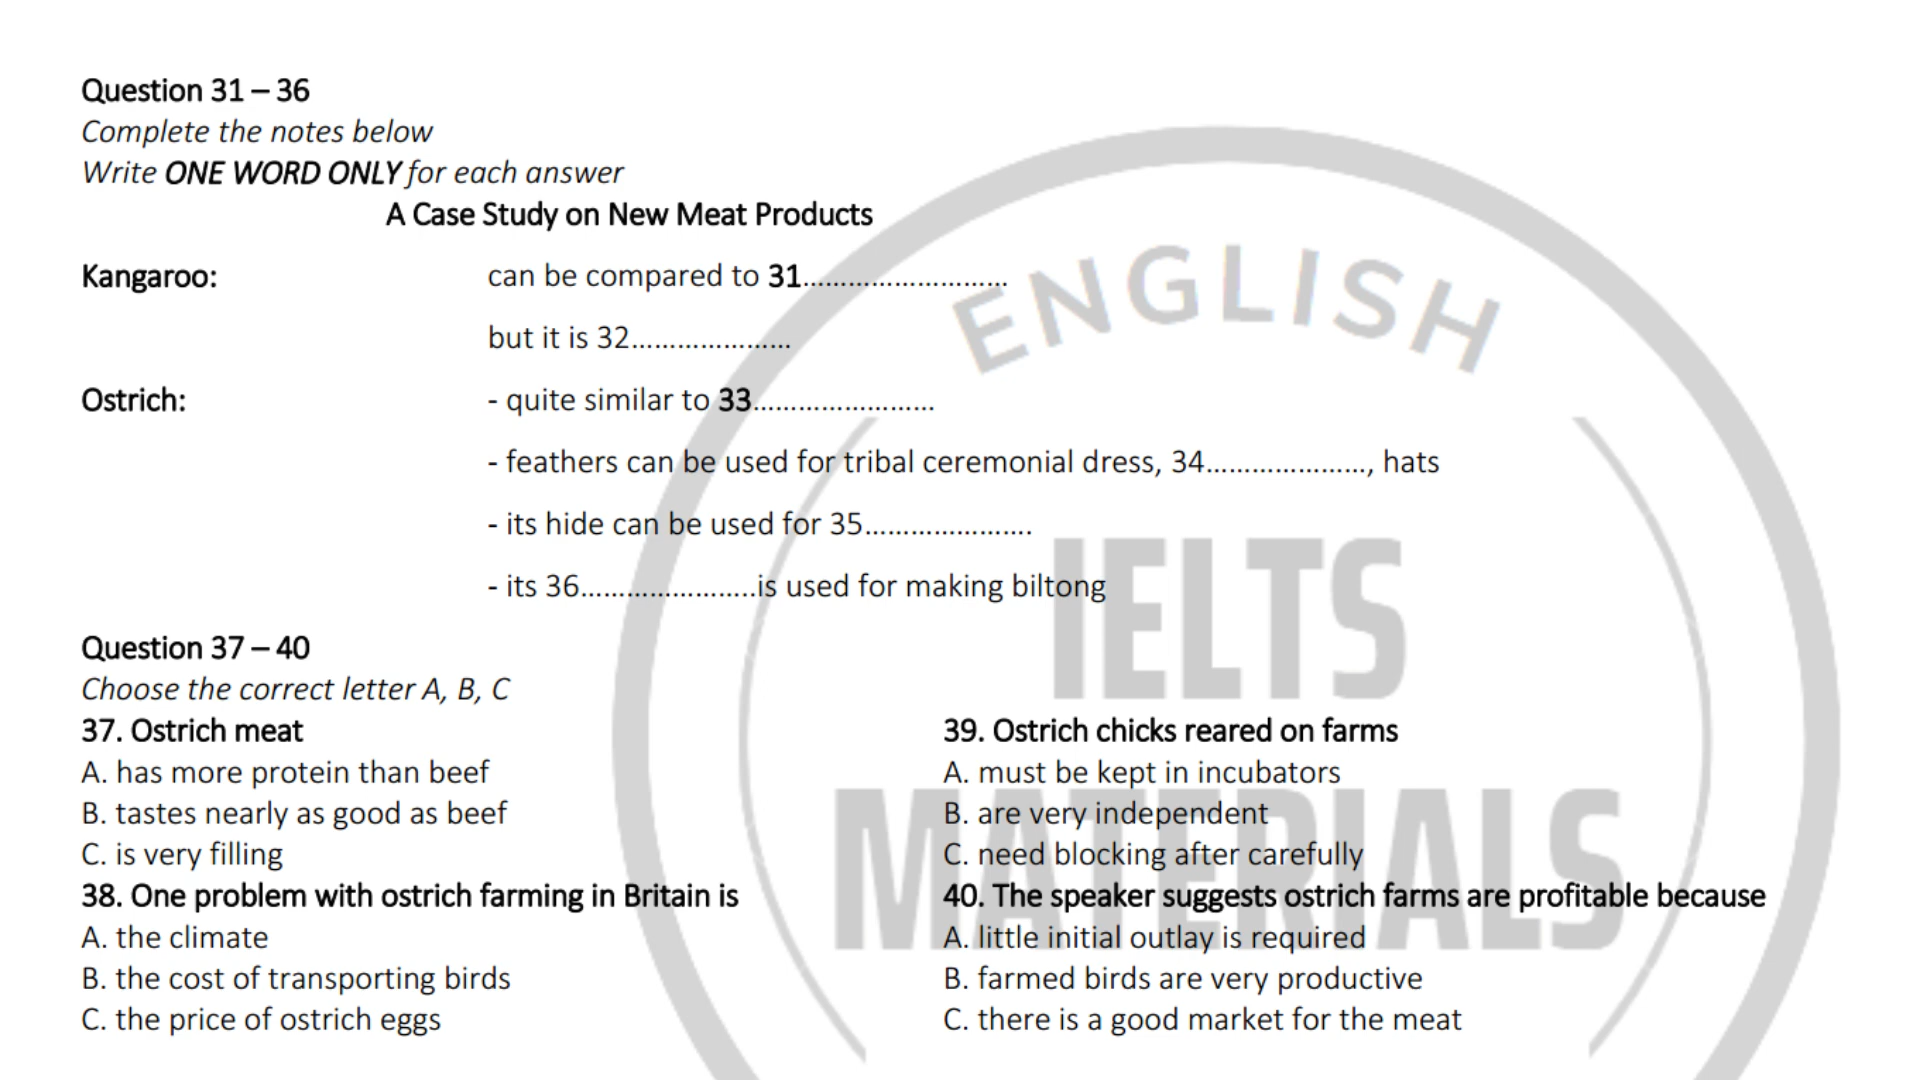 Question 31 – 36
Complete the notes below
Write ONE WORD ONLY for each answer
A Case Study on New Meat Products
Kangaroo: can be compared to 31..........................
but it is 32.....................
Ostrich: - quite similar to 33.......................
- feathers can be used for tribal ceremonial dress, 34....................., hats
- its hide can be used for 35......................
- its 36.......................is used for making biltong
Question 37 – 40
Choose the correct letter A, B, C
37. Ostrich meat
A. has more protein than beef
B. tastes nearly as good as beef
C. is very filling
38. One problem with ostrich farming in Britain is
A. the climate
B. the cost of transporting birds
C. the price of ostrich eggs
39. Ostrich chicks reared on farms
A. must be kept in incubators
B. are very independent
C. need blocking after carefully
40. The speaker suggests ostrich farms are profitable because
A. little initial outlay is required
B. farmed birds are very productive
C. there is a good market for the meat
ENGLISH
IELTS
MATERIALS